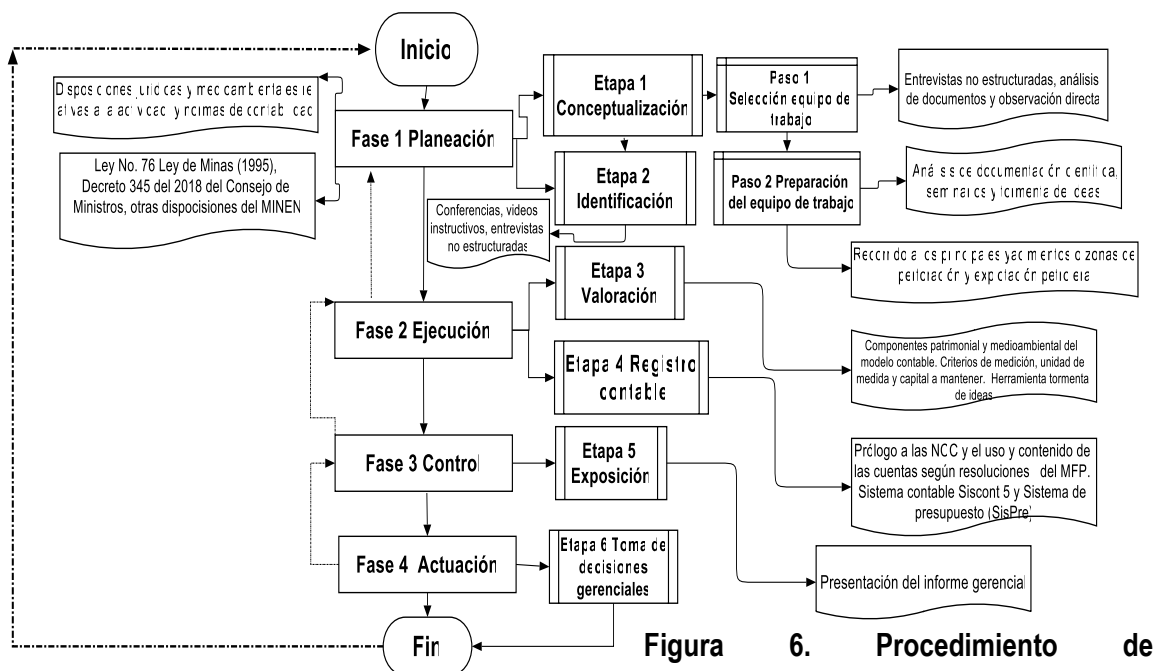 Inicio
Disposiciones jurídicas y medioambientales re
ativas a la actividad y normas de contabilidad
Ley No. 76 Ley de Minas (1995),
Decreto 345 del 2018 del Consejo de
Ministros, otras dispocisiones del MINEN
Fase 1 Planeación
Etapa 1
Conceptualización
Paso 1
Selección equipo de
trabajo
Entrevistas no estructuradas, análisis
de documentos y observación directa
Etapa 2
Identificación
Paso 2 Preparación
del equipo de trabajo
Análisis de documentación científica,
seminarios y tormenta de ideas
Conferencias, videos
instructivos, entrevistas
no estructuradas
Recorrido a los principales yacimientos o zonas de
perforación y explotación petrolera
Fase 2 Ejecución
Etapa 3
Valoración
Componentes patrimonial y medioambiental del
modelo contable. Criterios de medición, unidad de
medida y capital a mantener. Herramienta tormenta
de ideas
Etapa 4 Registro
contable
Prólogo a las NCC y el uso y contenido de
las cuentas según resoluciones del MFP.
Sistema contable Siscont 5 y Sistema de
presupuesto (SisPre)
Fase 3 Control
Etapa 5
Exposición
Presentación del informe gerencial
Fase 4 Actuación
Etapa 6 Toma de
decisiones
gerenciales
Fin
Figura 6. Procedimiento de